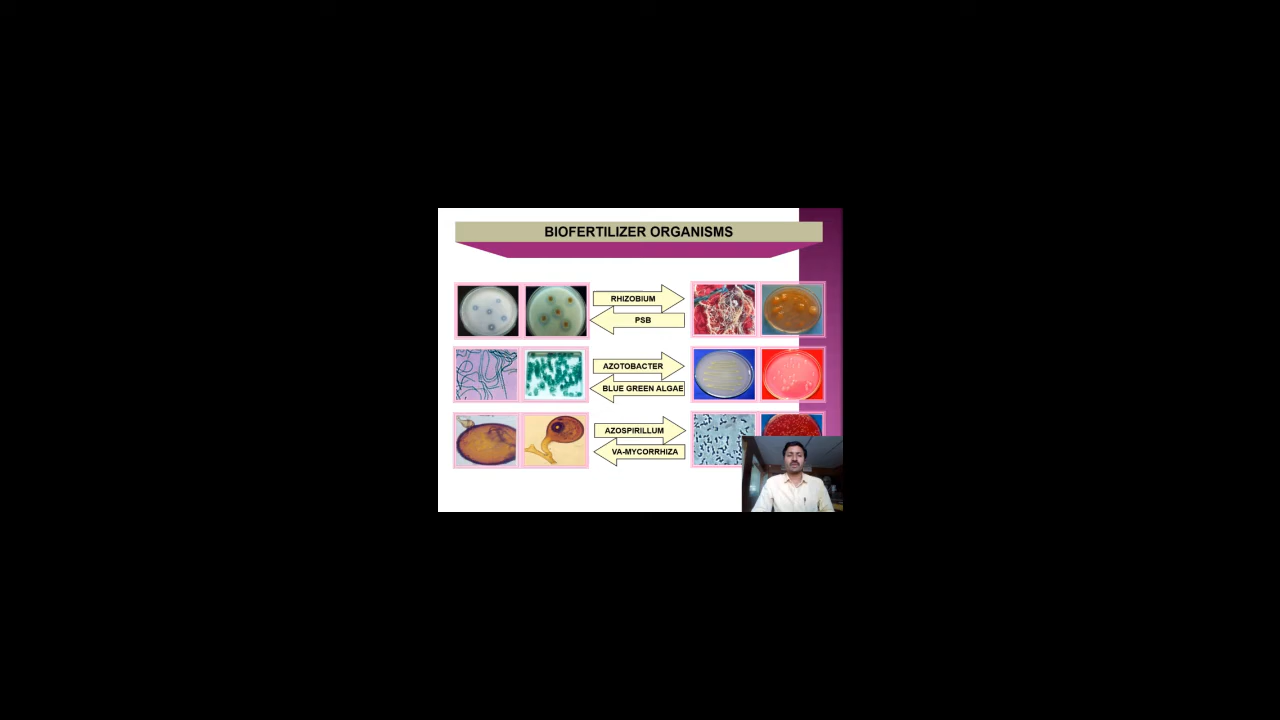 BIOFERTILIZER ORGANISMS
RHIZOBIUM
PSB
AZOTOBACTER
BLUE GREEN ALGAE
AZOSPIRILLUM
VA-MYCORRHIZA